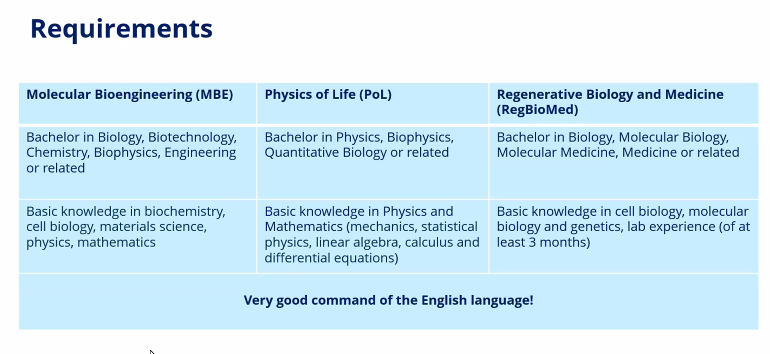 Requirements
Molecular Bioengineering (MBE)
Physics of Life (PoL)
Regenerative Biology and Medicine
(RegBioMed)
Bachelor in Biology, Biotechnology,
Chemistry, Biophysics, Engineering
or related
Bachelor in Physics, Biophysics,
Quantitative Biology or related
Bachelor in Biology, Molecular Biology,
Molecular Medicine, Medicine or related
Basic knowledge in biochemistry,
cell biology, materials science,
physics, mathematics
Basic knowledge in Physics and
Mathematics (mechanics, statistical
physics, linear algebra, calculus and
differential equations)
Basic knowledge in cell biology, molecular
biology and genetics, lab experience (of at
least 3 months)
Very good command of the English language!